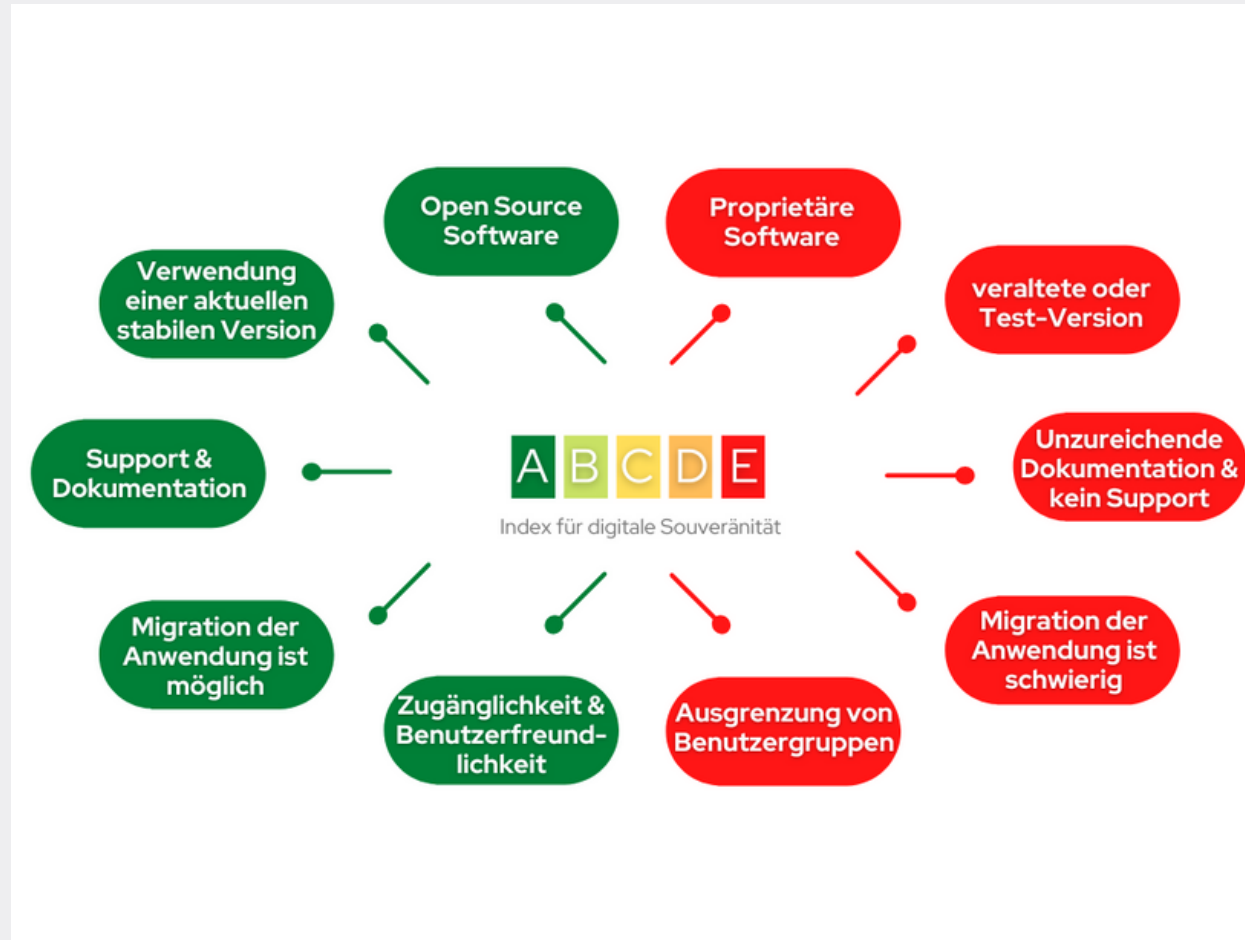 Open Source
Software
Proprietäre
Software
Verwendung
einer aktuellen
stabilen Version
veraltete oder
Test-Version
Support &
Dokumentation
A B C D E
Index für digitale Souveränität
Unzureichende
Dokumentation &
kein Support
Migration der
Anwendung ist
möglich
Migration der
Anwendung ist
schwierig
Zugänglichkeit &
Benutzerfreund-
lichkeit
Ausgrenzung von
Benutzergruppen